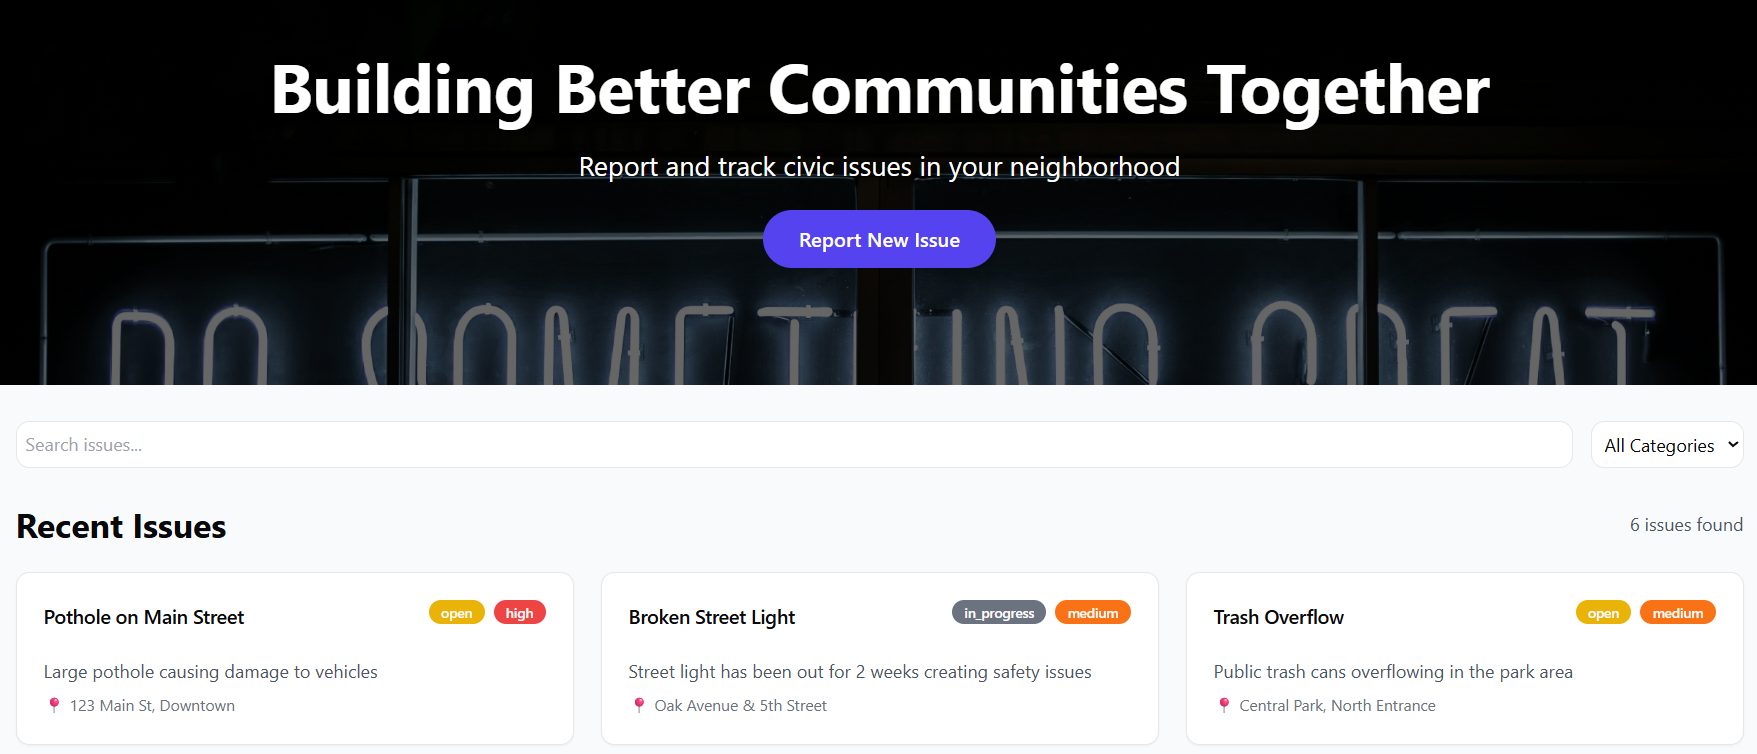 Building Better Communities Together
Report and track civic issues in your neighborhood
Report New Issue
DO SOMET ING GREAT
Search issues...
All Categories
Recent Issues
6 issues found
Pothole on Main Street
open
high
Large pothole causing damage to vehicles
123 Main St, Downtown
Broken Street Light
in_progress
medium
Street light has been out for 2 weeks creating safety issues
Oak Avenue & 5th Street
Trash Overflow
open
medium
Public trash cans overflowing in the park area
Central Park, North Entrance